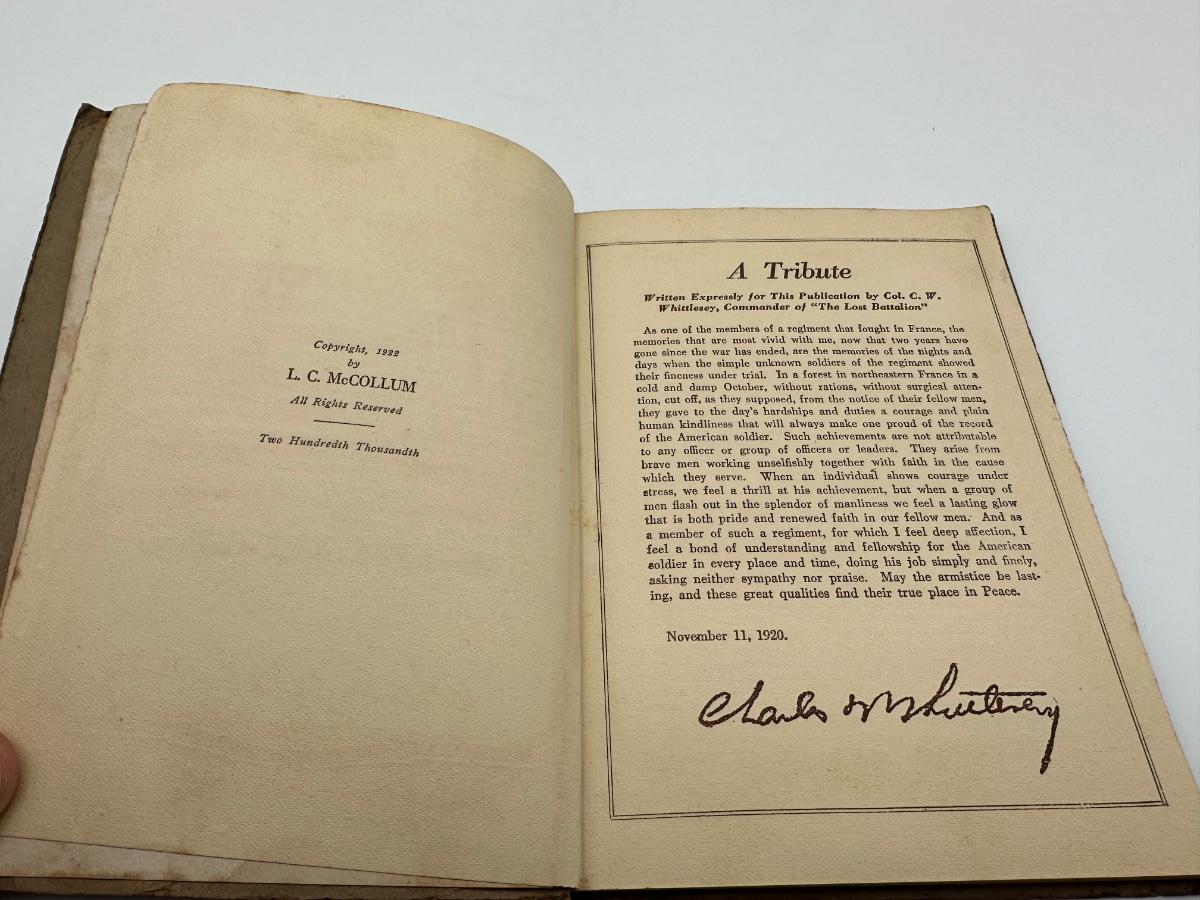 Copyright, 1922
by
L. C. McCOLLUM
All Rights Reserved
Two Hundredth Thousandth
A Tribute
Written Expressly for This Publication by Col. C. W.
Whittlesey, Commander of "The Lost Battalion"
As one of the members of a regiment that fought in France, the
memories that are most vivid with me, now that two years have
gone since the war has ended, are the memories of the nights and
days when the simple unknown soldiers of the regiment showed
their fineness under trial. In a forest in northeastern France in a
cold and damp October, without rations, without surgical atten-
tion, cut off, as they supposed, from the notice of their fellow men,
they gave to the day's hardships and duties a courage and plain
human kindliness that will always make one proud of the record
of the American soldier. Such achievements are not attributable
to any officer or group of officers or leaders. They arise from
brave men working unselfishly together with faith in the cause
which they serve. When an individual shows courage under
stress, we feel a thrill at his achievement, but when a group of
men flash out in the splendor of manliness we feel a lasting glow
that is both pride and renewed faith in our fellow men. And as
a member of such a regiment, for which I feel deep affection, I
feel a bond of understanding and fellowship for the American
soldier in every place and time, doing his job simply and finely,
asking neither sympathy nor praise. May the armistice be last-
ing, and these great qualities find their true place in Peace.
November 11, 1920.
Charles W Whittlesey